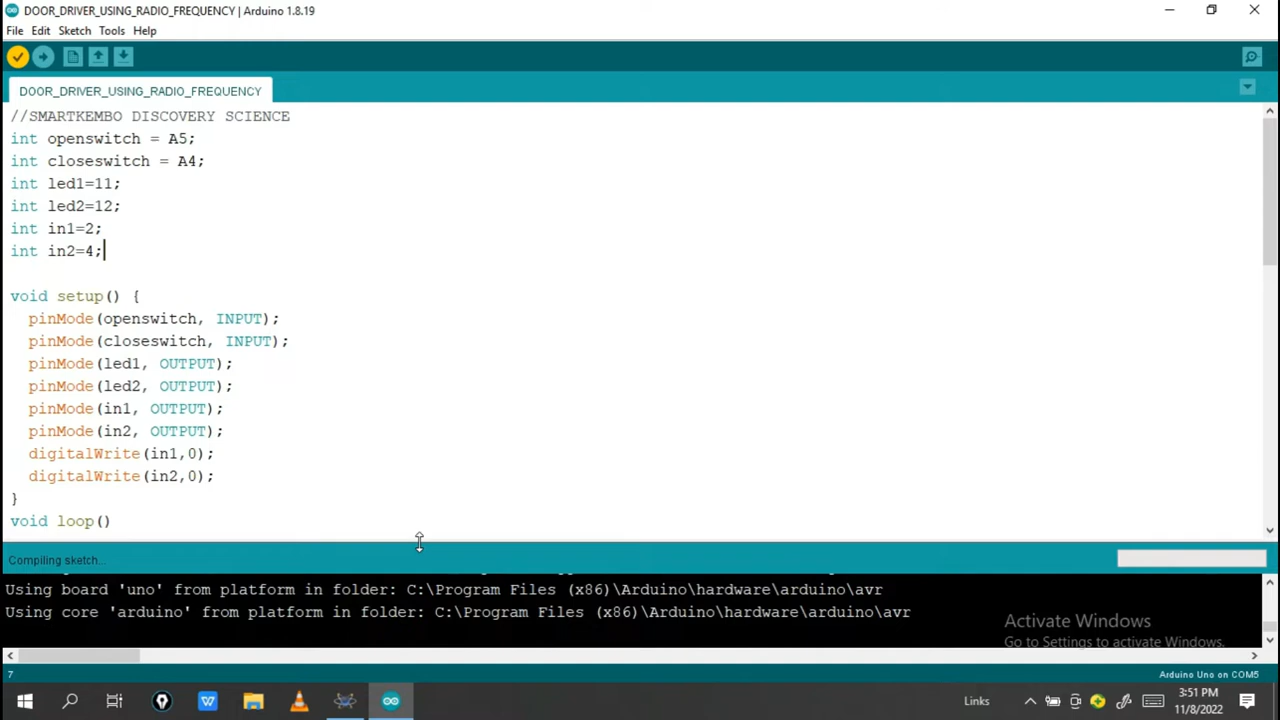 DOOR_DRIVER_USING_RADIO_FREQUENCY | Arduino 1.8.19
File Edit Sketch Tools Help
DOOR_DRIVER_USING_RADIO_FREQUENCY
//SMARTKEMBO DISCOVERY SCIENCE
int openswitch = A5;
int closeswitch = A4;
int led1=11;
int led2=12;
int in1=2;
int in2=4;
void setup() {
pinMode(openswitch, INPUT);
pinMode(closeswitch, INPUT);
pinMode(led1, OUTPUT);
pinMode(led2, OUTPUT);
pinMode(in1, OUTPUT);
pinMode(in2, OUTPUT);
digitalWrite(in1,0);
digitalWrite(in2,0);
}
void loop()
Compiling sketch...
Using board 'uno' from platform in folder: C:\Program Files (x86)\Arduino\hardware\arduino\avr
Using core 'arduino' from platform in folder: C:\Program Files (x86)\Arduino\hardware\arduino\avr
Activate Windows
Go to Settings to activate Windows.
7
Arduino Uno on COM5
Links
3:51 PM
11/8/2022